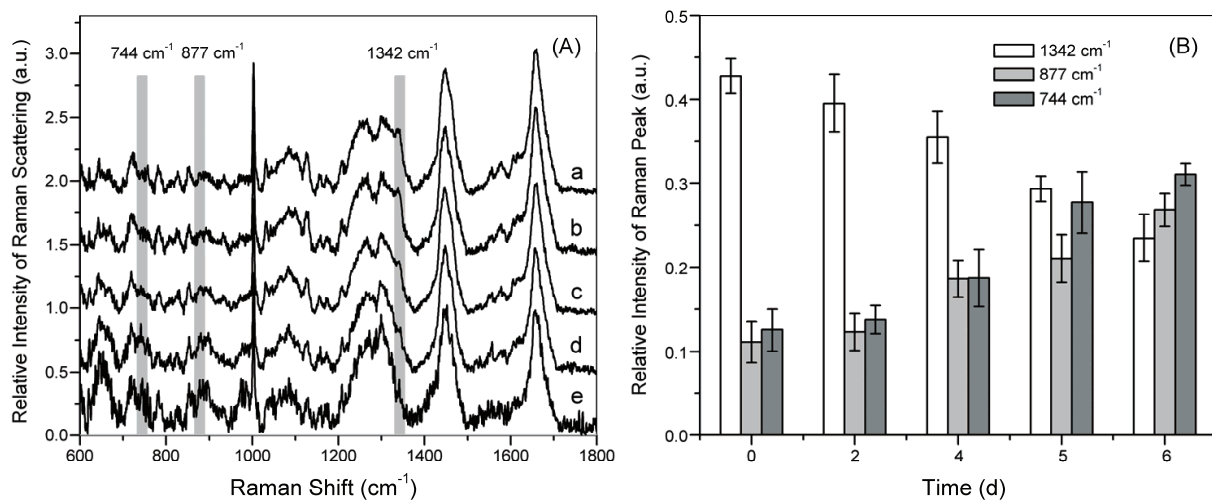 Relative Intensity of Raman Scattering (a.u.)
3.0
2.5
2.0
1.5
1.0
0.5
0.0
744 cm⁻¹ 877 cm⁻¹ 1342 cm⁻¹ (A)
a
b
c
d
e
600 800 1000 1200 1400 1600 1800
Raman Shift (cm⁻¹)
Relative Intensity of Raman Peak (a.u.)
0.5
0.4
0.3
0.2
0.1
0.0
(B)
1342 cm⁻¹
877 cm⁻¹
744 cm⁻¹
0 2 4 5 6
Time (d)